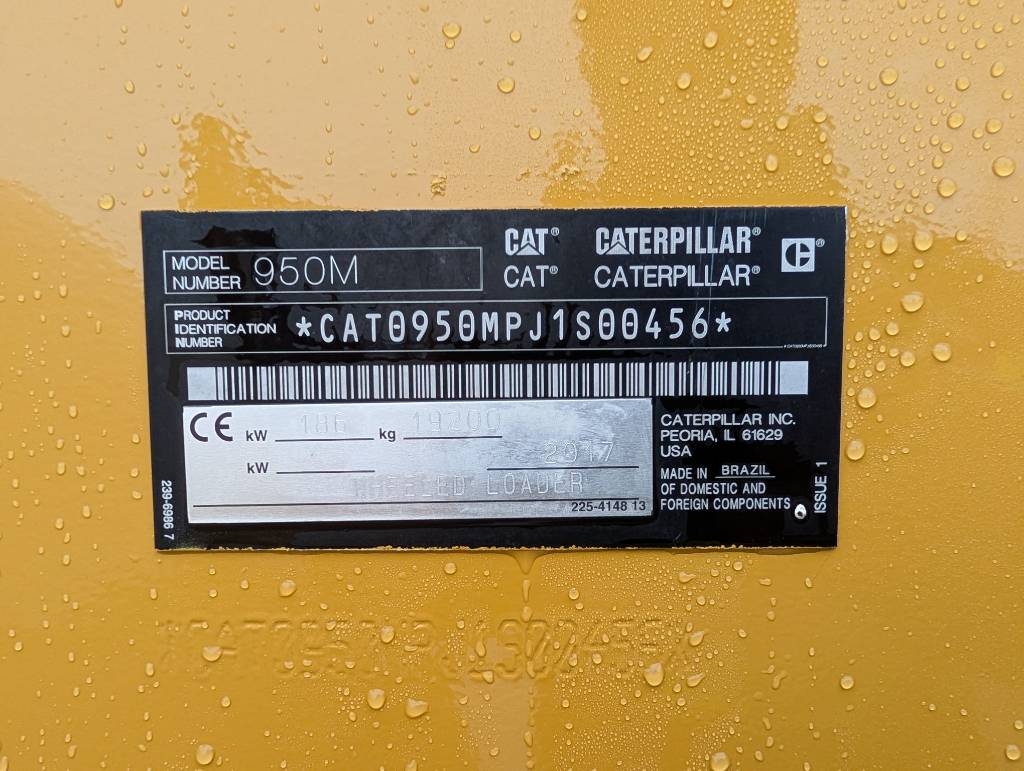 MODEL NUMBER 950M
CAT® CATERPILLAR®
CAT® CATERPILLAR®
PRODUCT IDENTIFICATION NUMBER *CAT0950MPJ1S00456*
CE kW 186 kg 19200
kW 2017
WHEELED LOADER
225-4148 13
CATERPILLAR INC.
PEORIA, IL 61629
USA
MADE IN BRAZIL
OF DOMESTIC AND
FOREIGN COMPONENTS
ISSUE 1
239-6986 7
*CAT0950MPJ1S00456*